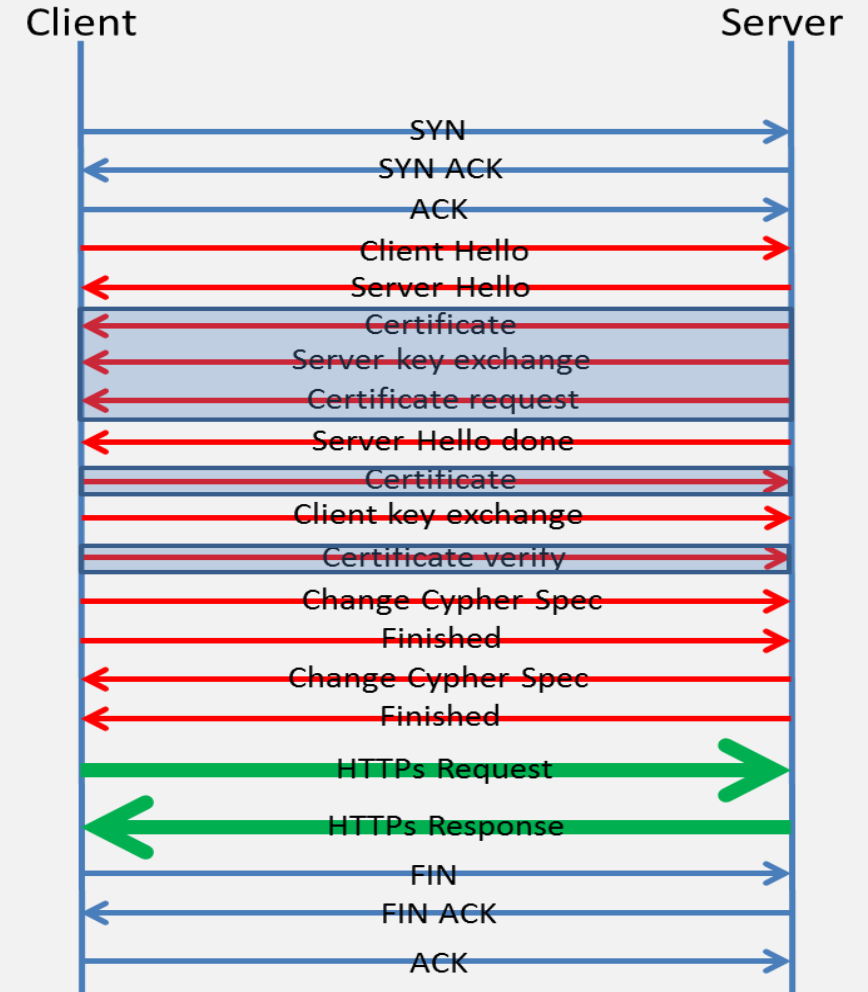 Client
Server
SYN
SYN ACK
ACK
Client Hello
Server Hello
Certificate
Server key exchange
Certificate request
Server Hello done
Certificate
Client key exchange
Certificate verify
Change Cypher Spec
Finished
Change Cypher Spec
Finished
HTTPs Request
HTTPs Response
FIN
FIN ACK
ACK